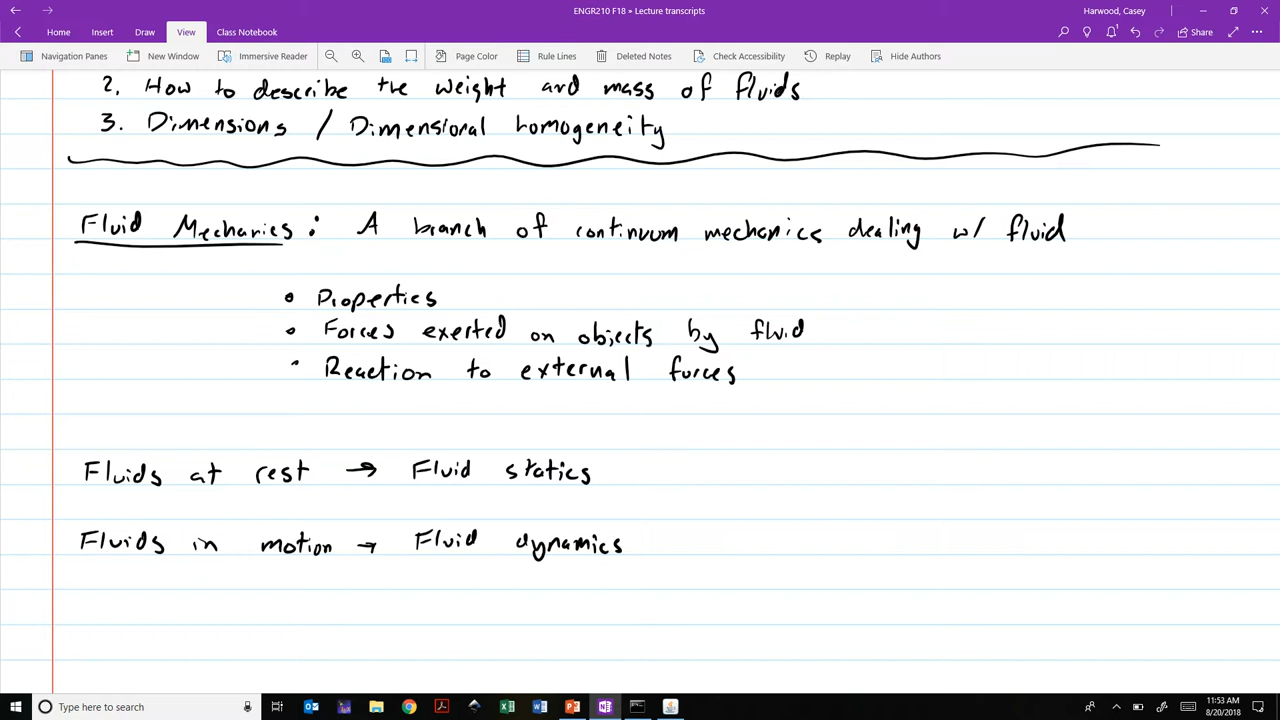 ENGR210 F18 » Lecture transcripts
Harwood, Casey
Home Insert Draw View Class Notebook
Share
Navigation Panes New Window Immersive Reader Page Color Rule Lines Deleted Notes Check Accessibility Replay Hide Authors
2. How to describe the weight and mass of fluids
3. Dimensions / Dimensional homogeneity
Fluid Mechanics: A branch of continuum mechanics dealing w/ fluid
• Properties
• Forces exerted on objects by fluid
• Reaction to external forces
Fluids at rest → Fluid statics
Fluids in motion → Fluid dynamics
Type here to search
11:53 AM
8/20/2018